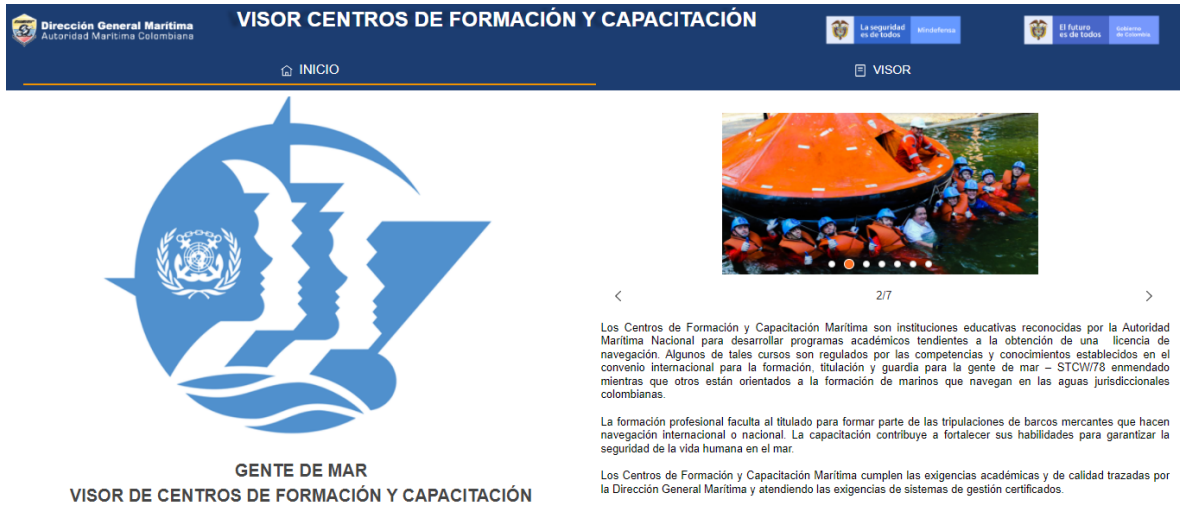 Dirección General Marítima
Autoridad Marítima Colombiana
VISOR CENTROS DE FORMACIÓN Y CAPACITACIÓN
La seguridad
es de todos
Mindefensa
El futuro
es de todos
Gobierno
de Colombia
INICIO
VISOR
2/7
Los Centros de Formación y Capacitación Marítima son instituciones educativas reconocidas por la Autoridad
Marítima Nacional para desarrollar programas académicos tendientes a la obtención de una licencia de
navegación. Algunos de tales cursos son regulados por las competencias y conocimientos establecidos en el
convenio internacional para la formación, titulación y guardia para la gente de mar – STCW/78 enmendado
mientras que otros están orientados a la formación de marinos que navegan en las aguas jurisdiccionales
colombianas.
La formación profesional faculta al titulado para formar parte de las tripulaciones de barcos mercantes que hacen
navegación internacional o nacional. La capacitación contribuye a fortalecer sus habilidades para garantizar la
seguridad de la vida humana en el mar.
Los Centros de Formación y Capacitación Marítima cumplen las exigencias académicas y de calidad trazadas por
la Dirección General Marítima y atendiendo las exigencias de sistemas de gestión certificados.
GENTE DE MAR
VISOR DE CENTROS DE FORMACIÓN Y CAPACITACIÓN